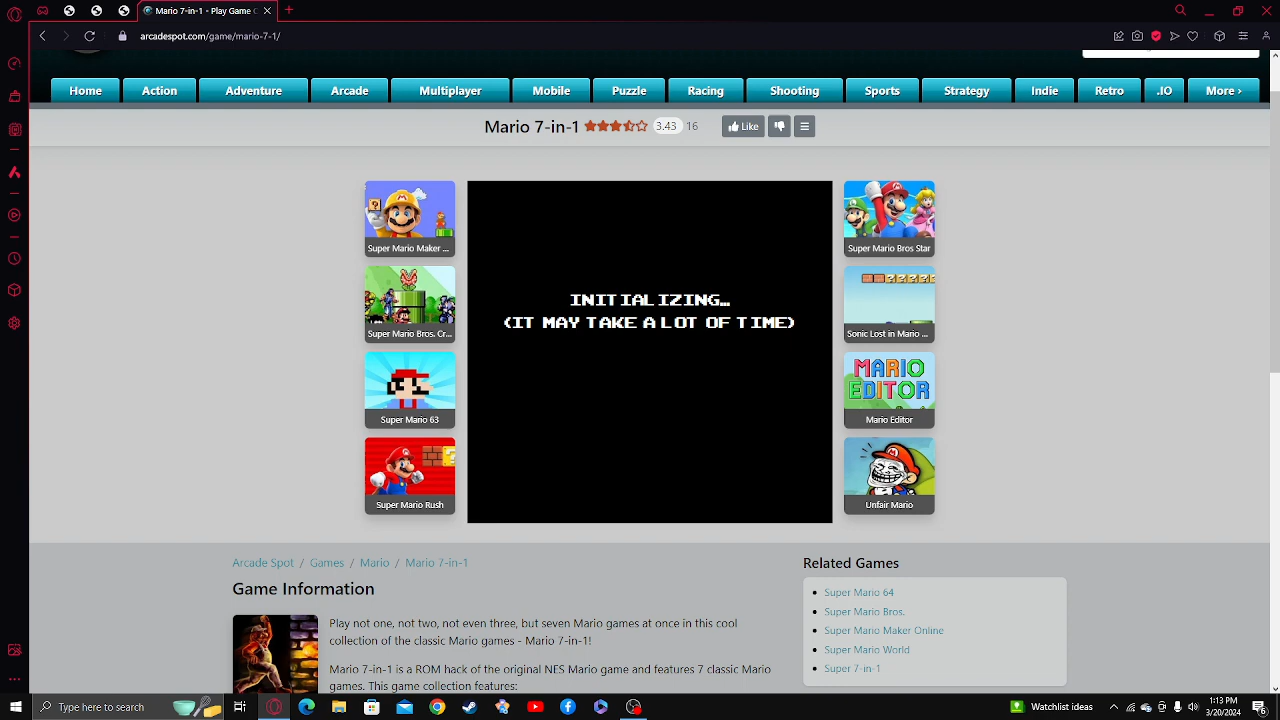 Mario 7-in-1 - Play Game O
arcadespot.com/game/mario-7-1/
Home Action Adventure Arcade Multiplayer Mobile Puzzle Racing Shooting Sports Strategy Indie Retro .IO More ›
Mario 7-in-1 3.43 16 Like
Super Mario Maker ...
Super Mario Bros. Cr...
Super Mario 63
Super Mario Rush
INITIALIZING...
(IT MAY TAKE A LOT OF TIME)
Super Mario Bros Star
Sonic Lost in Mario ...
MARIO
EDITOR
Mario Editor
Unfair Mario
Arcade Spot / Games / Mario / Mario 7-in-1
Game Information
Play not one, not two, not even three, but seven Mario games at once in this cool
collection of the classic Mario games - Mario 7-in-1!
Mario 7-in-1 is a ROM hack of the original NES Mario game and features 7 classic Mario
games. This game collection features:
Related Games
Super Mario 64
Super Mario Bros.
Super Mario Maker Online
Super Mario World
Super 7-in-1
Type here to search
Watchlist ideas
1:13 PM
3/20/2024
6